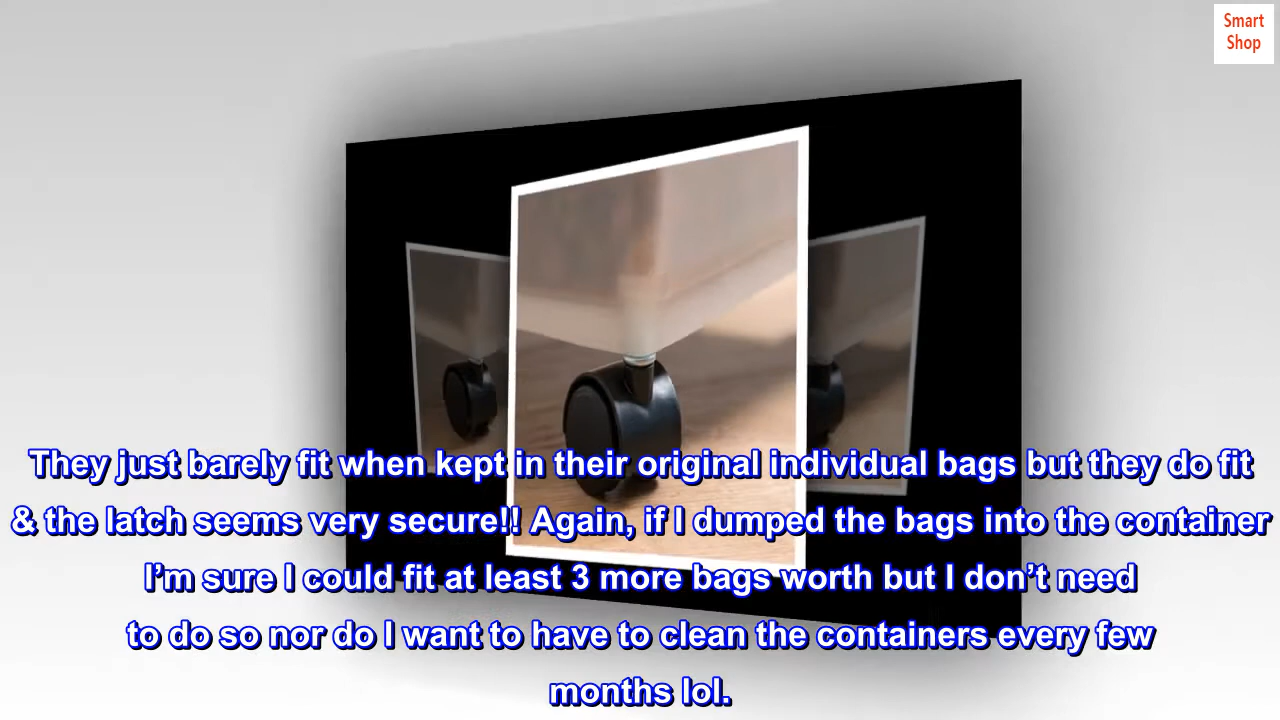 Smart
Shop
They just barely fit when kept in their original individual bags but they do fit
& the latch seems very secure!! Again, if I dumped the bags into the container
I’m sure I could fit at least 3 more bags worth but I don’t need
to do so nor do I want to have to clean the containers every few
months lol.